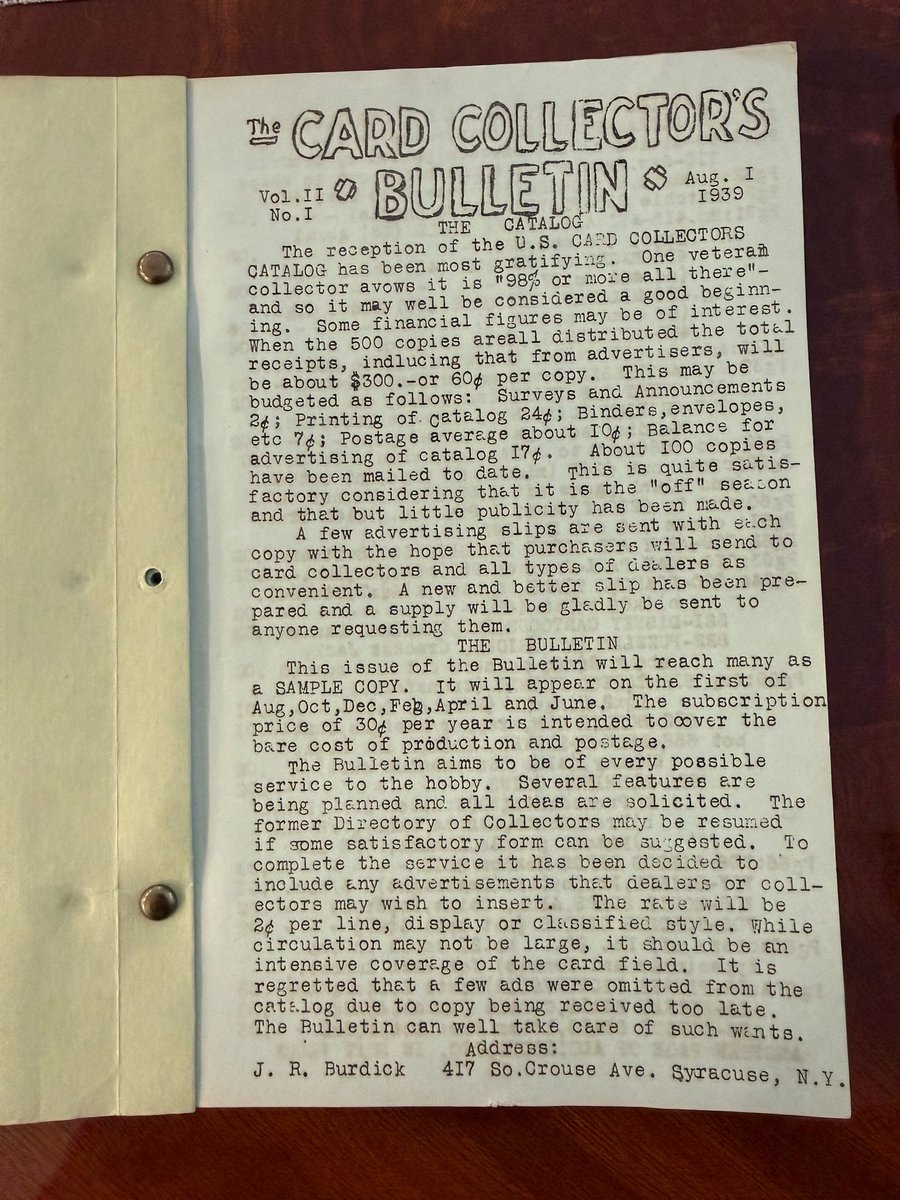 The CARD COLLECTOR'S
BULLETIN
Vol.II
No.I
Aug. I
I939
THE CATALOG
The reception of the U.S. CARD COLLECTORS
CATALOG has been most gratifying. One veteram
collector avows it is "98% or more all there"-
and so it may well be considered a good beginn-
ing. Some financial figures may be of interest.
When the 500 copies areall distributed the total
receipts, indlucing that from advertisers, will
be about $300.-or 60¢ per copy. This may be
budgeted as follows: Surveys and Announcements
2¢; Printing of Catalog 24¢; Binders,envelopes,
etc 7¢; Postage average about I0¢; Balance for
advertising of catalog I7¢. About I00 copies
have been mailed to date. This is quite satis-
factory considering that it is the "off" season
and that but little publicity has been made.
A few advertising slips are sent with each
copy with the hope that purchasers will send to
card collectors and all types of dealers as
convenient. A new and better slip has been pre-
pared and a supply will be gladly be sent to
anyone requesting them.
THE BULLETIN
This issue of the Bulletin will reach many as
a SAMPLE COPY. It will appear on the first of
Aug,Oct,Dec,Feb,April and June. The subscription
price of 30¢ per year is intended to cover the
bare cost of production and postage.
The Bulletin aims to be of every possible
service to the hobby. Several features are
being planned and all ideas are solicited. The
former Directory of Collectors may be resumed
if some satisfactory form can be suggested. To
complete the service it has been decided to
include any advertisements that dealers or coll-
ectors may wish to insert. The rate will be
2¢ per line, display or classified style. While
circulation may not be large, it should be an
intensive coverage of the card field. It is
regretted that a few ads were omitted from the
catalog due to copy being received too late.
The Bulletin can well take care of such wants.
Address:
J. R. Burdick 4I7 So.Crouse Ave. Syracuse, N.Y.